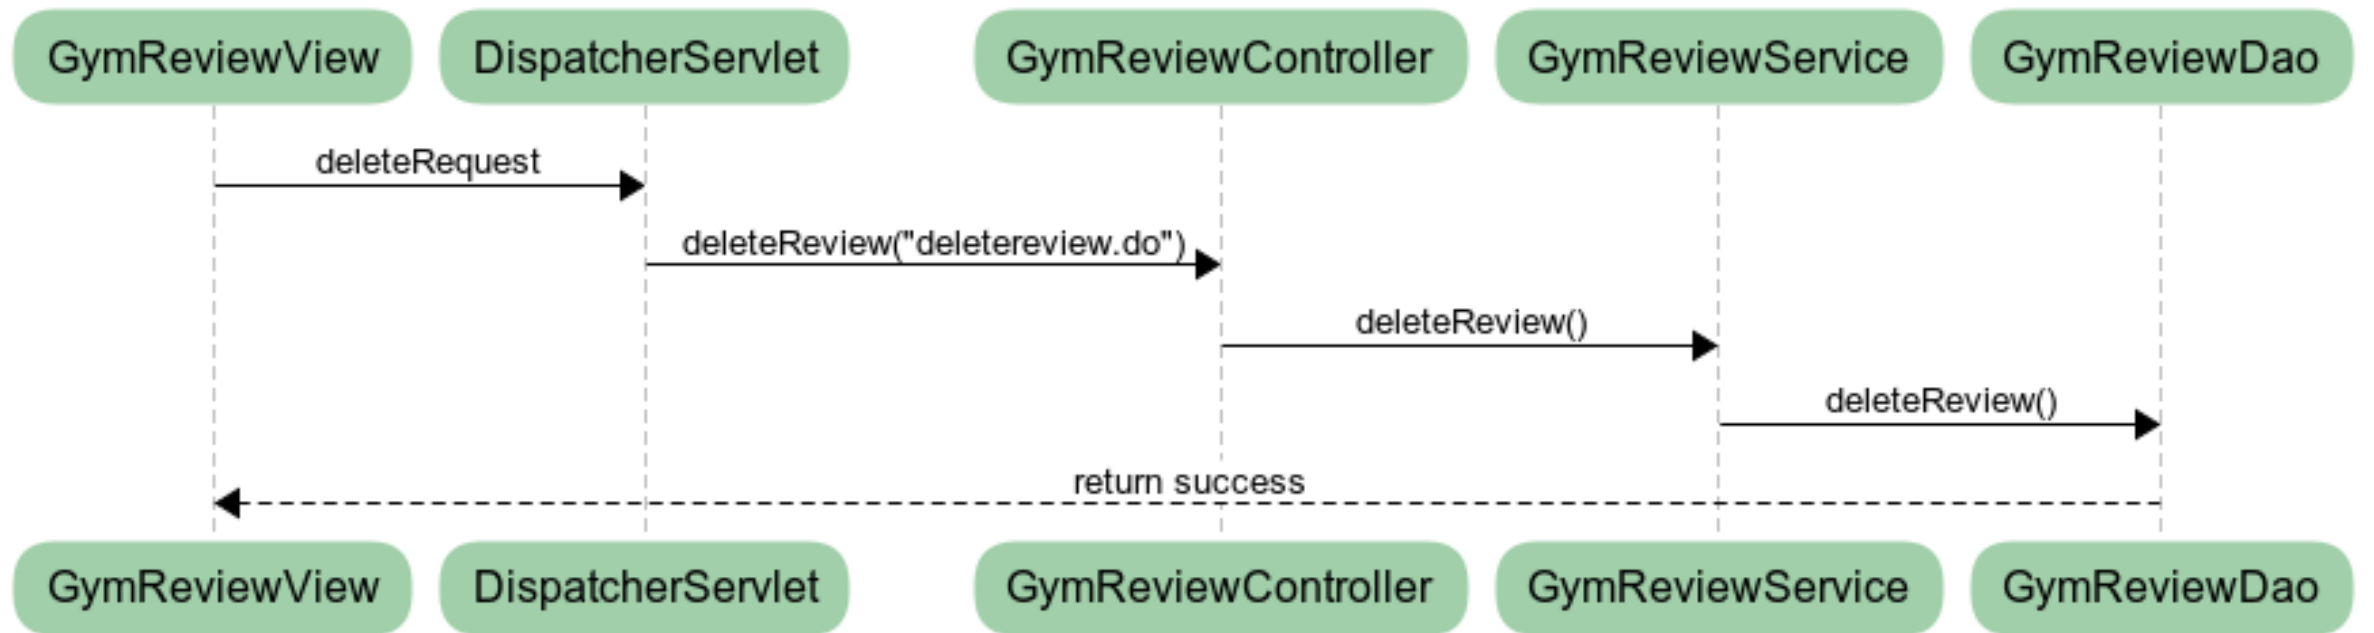 GymReviewView DispatcherServlet GymReviewController GymReviewService GymReviewDao
deleteRequest
deleteReview("deletereview.do")
deleteReview()
deleteReview()
return success
GymReviewView DispatcherServlet GymReviewController GymReviewService GymReviewDao